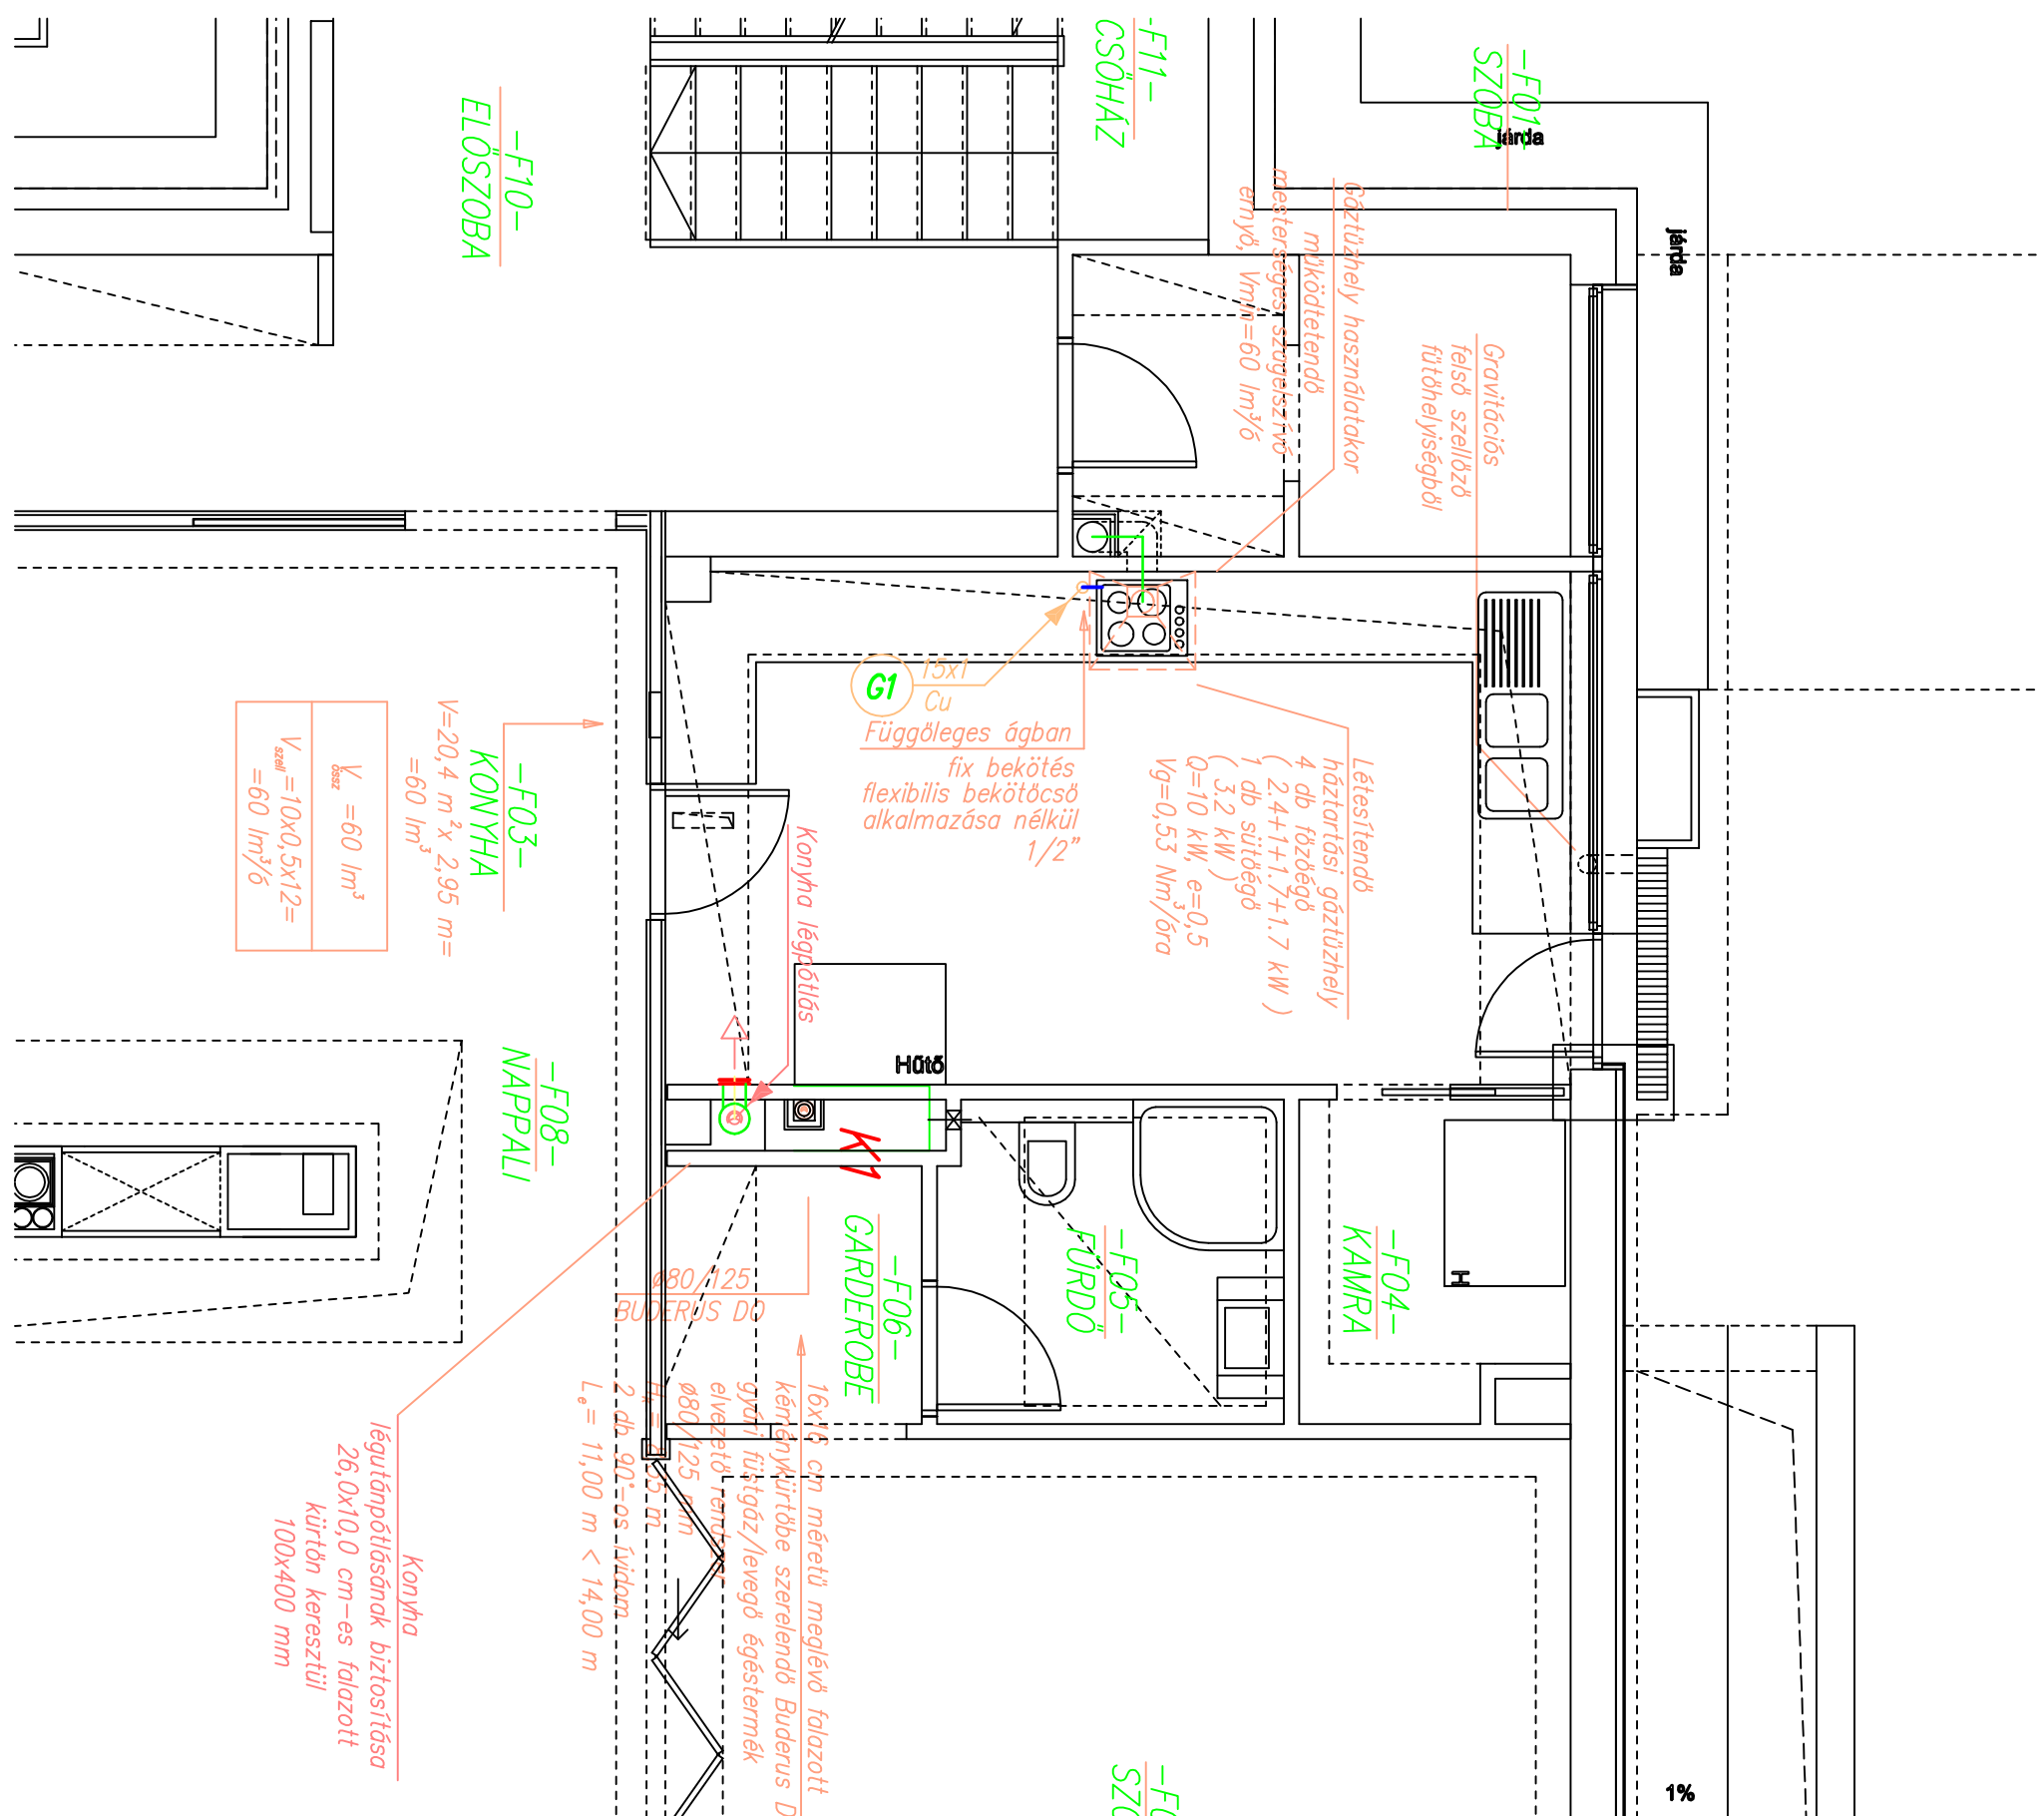 -F11-
CSŐHÁZ
-F01-
SZOBA
járda
járda
-F10-
ELŐSZOBA
Gáztűzhely használatakor
működtetendő
mesterséges szagelszívó
ernyő, Vmin=60 lm³/ó
Gravitációs
felső szellőző
fűtőhelyiségből
G1
15x1
Cu
Függőleges ágban
fix bekötés
flexibilis bekötőcső
alkalmazása nélkül
1/2"
Létesítendő
háztartási gáztűzhely
4 db főzőégő
( 2.4+1+1.7+1.7 kW )
1 db sütőégő
( 3.2 kW )
Q=10 kW, e=0,5
Vg=0,53 Nm³/óra
-F03-
KONYHA
V=20,4 m² x 2,95 m=
=60 lm³
V össz =60 lm³
V szell =10x0,5x12=
=60 lm³/ó
Konyha légpótlás
Hűtő
-F08-
NAPPALI
K1
-F06-
GARDEROBE
-F05-
FÜRDŐ
-F04-
KAMRA
H
ø80/125
BUDERUS DO
16x16 cm méretű meglévő falazott
kéménykürtőbe szerelendő Buderus D
gyári füstgáz/levegő égéstermék
elvezető rendszer
ø80/125 mm
2 db 90°-os ívidom
Lₑ= 11,00 m < 14,00 m
Konyha
légutánpótlásának biztosítása
26,0x10,0 cm-es falazott
kürtőn keresztül
100x400 mm
1%